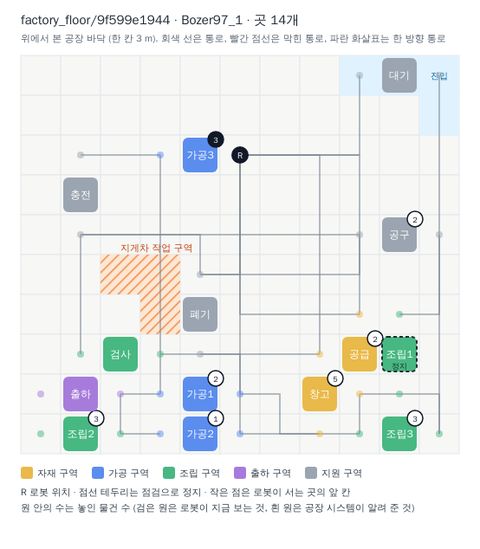 factory_floor/9f599e1944 · Bozer97_1 · 곳 14개
위에서 본 공장 바닥 (한 칸 3 m). 회색 선은 통로, 빨간 점선은 막힌 통로, 파란 화살표는 한 방향 통로
대기
전입
3
가공3
R
충전
2
공구
지게차 작업 구역
폐기
검사
2
공급
조립1
정지
출하
2
가공1
5
창고
3
조립2
1
가공2
3
조립3
자재 구역
가공 구역
조립 구역
출하 구역
지원 구역
R 로봇 위치 · 점선 테두리는 점검으로 정지 · 작은 점은 로봇이 서는 곳의 앞 칸
원 안의 수는 놓인 물건 수 (검은 원은 로봇이 지금 보는 것, 흰 원은 공장 시스템이 알려 준 것)